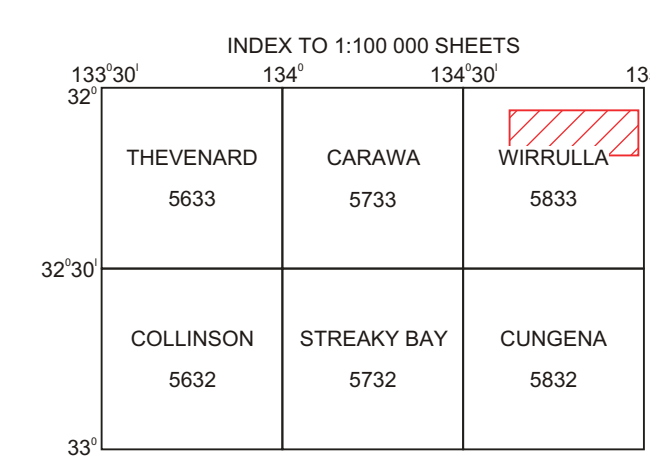 INDEX TO 1:100 000 SHEETS
133°30' 134° 134°30'
32°
THEVENARD CARAWA WIRRULLA
5633 5733 5833
32°30'
COLLINSON STREAKY BAY CUNGENA
5632 5732 5832
33°